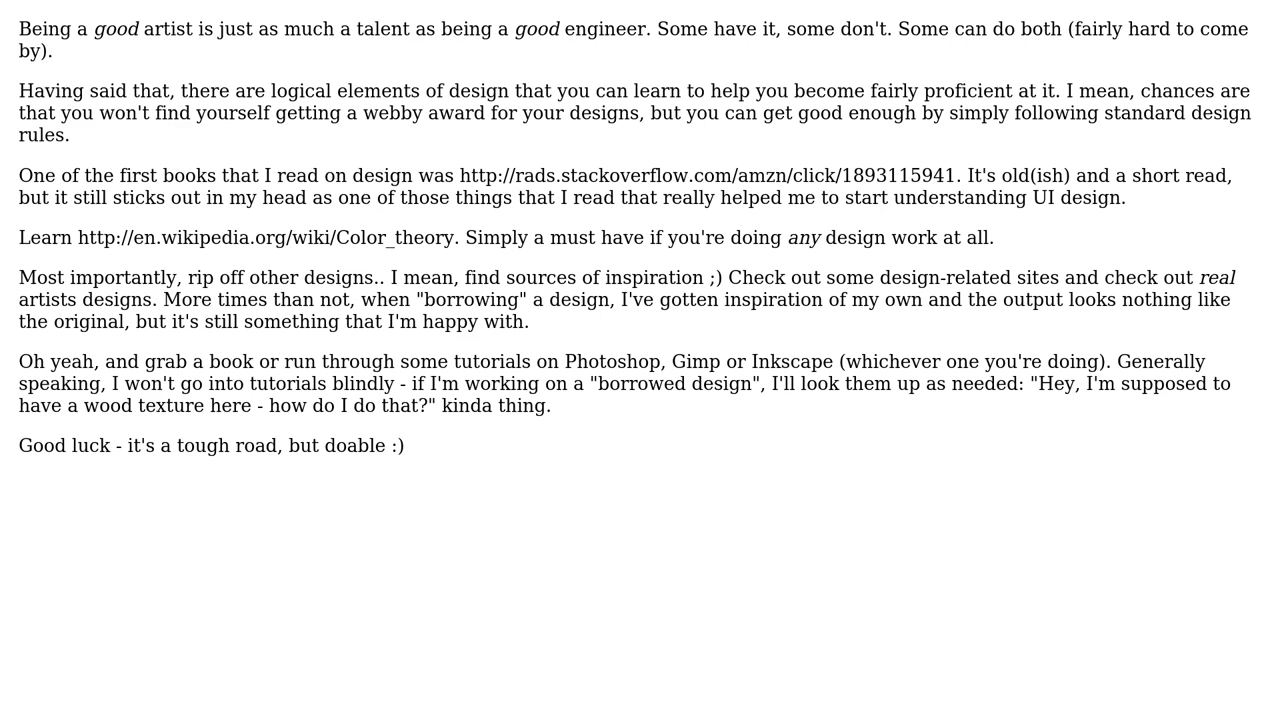 Being a good artist is just as much a talent as being a good engineer. Some have it, some don't. Some can do both (fairly hard to come
by).
Having said that, there are logical elements of design that you can learn to help you become fairly proficient at it. I mean, chances are
that you won't find yourself getting a webby award for your designs, but you can get good enough by simply following standard design
rules.
One of the first books that I read on design was http://rads.stackoverflow.com/amzn/click/1893115941. It's old(ish) and a short read,
but it still sticks out in my head as one of those things that I read that really helped me to start understanding UI design.
Learn http://en.wikipedia.org/wiki/Color_theory. Simply a must have if you're doing any design work at all.
Most importantly, rip off other designs.. I mean, find sources of inspiration ;) Check out some design-related sites and check out real
artists designs. More times than not, when "borrowing" a design, I've gotten inspiration of my own and the output looks nothing like
the original, but it's still something that I'm happy with.
Oh yeah, and grab a book or run through some tutorials on Photoshop, Gimp or Inkscape (whichever one you're doing). Generally
speaking, I won't go into tutorials blindly - if I'm working on a "borrowed design", I'll look them up as needed: "Hey, I'm supposed to
have a wood texture here - how do I do that?" kinda thing.
Good luck - it's a tough road, but doable :)